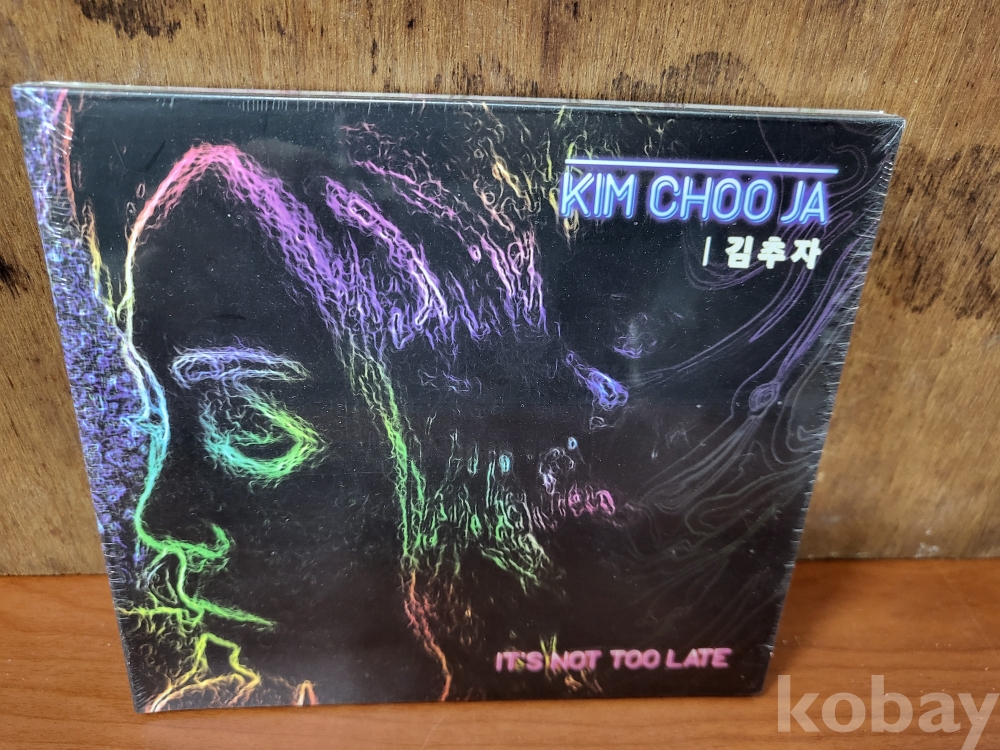 KIM CHOO JA
| 김추자
IT'S NOT TOO LATE
kobay